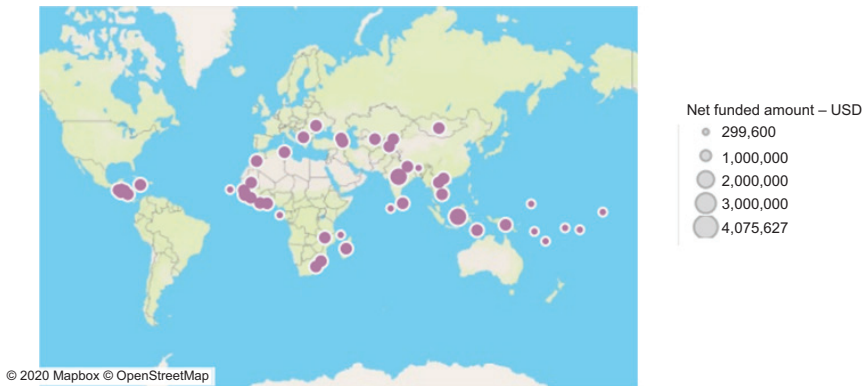 Net funded amount – USD
299,600
1,000,000
2,000,000
3,000,000
4,075,627
© 2020 Mapbox © OpenStreetMap